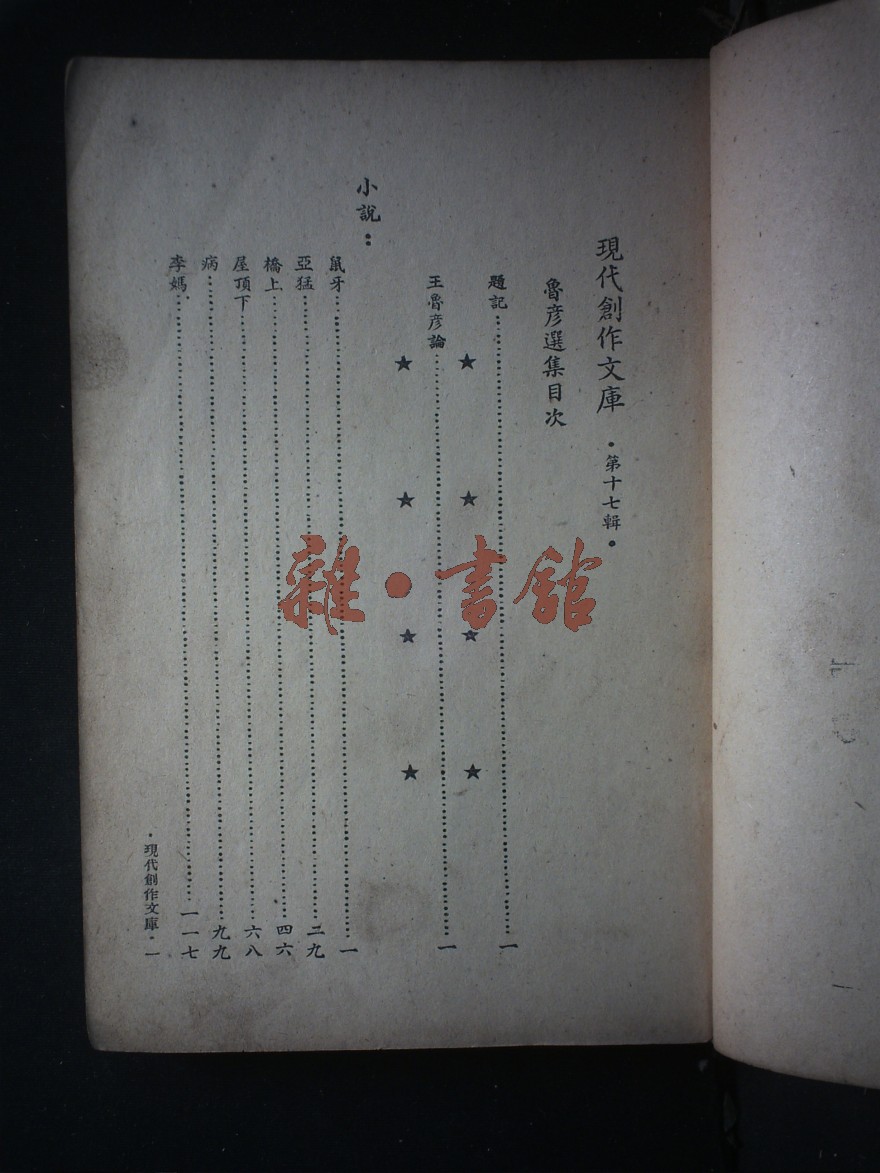 現代創作文庫 •第十七輯•
魯彦選集目次
題記…………一
★ ★ ★ ★
王魯彦論…………一
★ ★ ★ ★
小說：
鼠牙…………一
亞猛…………二九
橋上…………四六
屋頂下…………六八
病…………九九
李媽…………一一七
•現代創作文庫•一
雜•書館